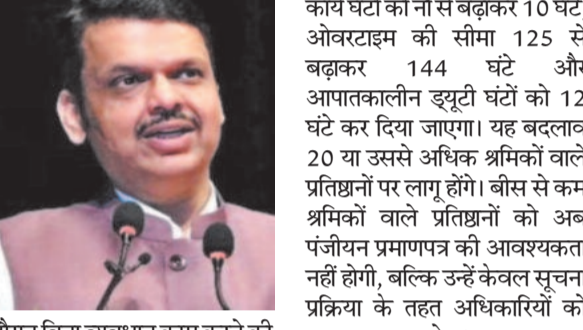 कार्य घंटों को नौ से बढ़ाकर 10 घंटे
ओवरटाइम की सीमा 125 से
बढ़ाकर 144 घंटे और
आपातकालीन ड्यूटी घंटों को 12
घंटे कर दिया जाएगा। यह बदलाव
20 या उससे अधिक श्रमिकों वाले
प्रतिष्ठानों पर लागू होंगे। बीस से कम
श्रमिकों वाले प्रतिष्ठानों को अब
पंजीयन प्रमाणपत्र की आवश्यकता
नहीं होगी, बल्कि उन्हें केवल सूचना
प्रक्रिया के तहत अधिकारियों को